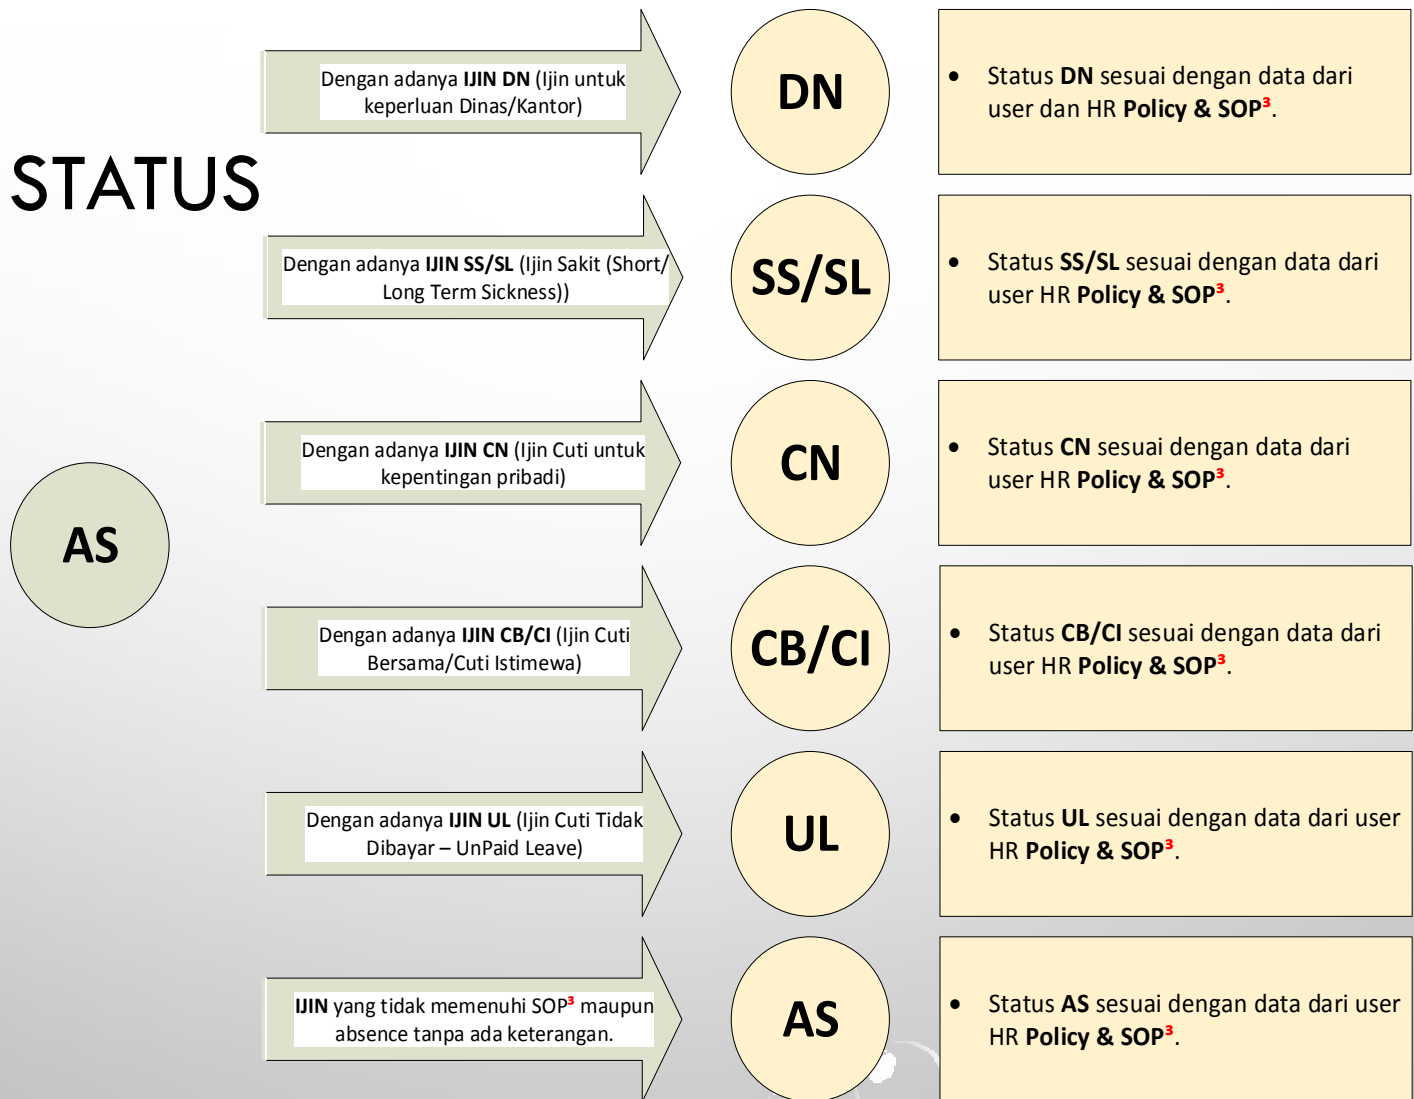 STATUS
AS
Dengan adanya IJIN DN (Ijin untuk
keperluan Dinas/Kantor)
DN
• Status DN sesuai dengan data dari
user dan HR Policy & SOP³.
Dengan adanya IJIN SS/SL (Ijin Sakit (Short/
Long Term Sickness))
SS/SL
• Status SS/SL sesuai dengan data dari
user HR Policy & SOP³.
Dengan adanya IJIN CN (Ijin Cuti untuk
kepentingan pribadi)
CN
• Status CN sesuai dengan data dari
user HR Policy & SOP³.
Dengan adanya IJIN CB/CI (Ijin Cuti
Bersama/Cuti Istimewa)
CB/CI
• Status CB/CI sesuai dengan data dari
user HR Policy & SOP³.
Dengan adanya IJIN UL (Ijin Cuti Tidak
Dibayar – UnPaid Leave)
UL
• Status UL sesuai dengan data dari user
HR Policy & SOP³.
IJIN yang tidak memenuhi SOP³ maupun
absence tanpa ada keterangan.
AS
• Status AS sesuai dengan data dari user
HR Policy & SOP³.